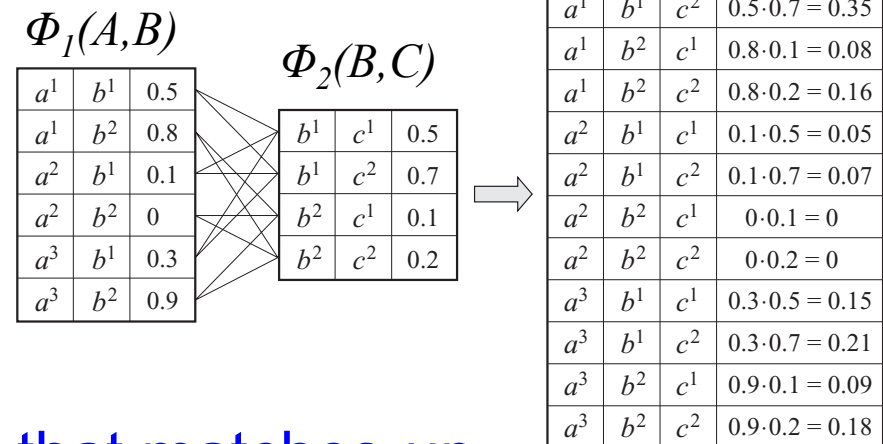 Φ₁(A,B)
a¹ b¹ 0.5
a¹ b² 0.8
a² b¹ 0.1
a² b² 0
a³ b¹ 0.3
a³ b² 0.9
Φ₂(B,C)
b¹ c¹ 0.5
b¹ c² 0.7
b² c¹ 0.1
b² c² 0.2
a¹ b¹ c² 0.5·0.7 = 0.35
a¹ b² c¹ 0.8·0.1 = 0.08
a¹ b² c² 0.8·0.2 = 0.16
a² b¹ c¹ 0.1·0.5 = 0.05
a² b¹ c² 0.1·0.7 = 0.07
a² b² c¹ 0·0.1 = 0
a² b² c² 0·0.2 = 0
a³ b¹ c¹ 0.3·0.5 = 0.15
a³ b¹ c² 0.3·0.7 = 0.21
a³ b² c¹ 0.9·0.1 = 0.09
a³ b² c² 0.9·0.2 = 0.18
that matches up